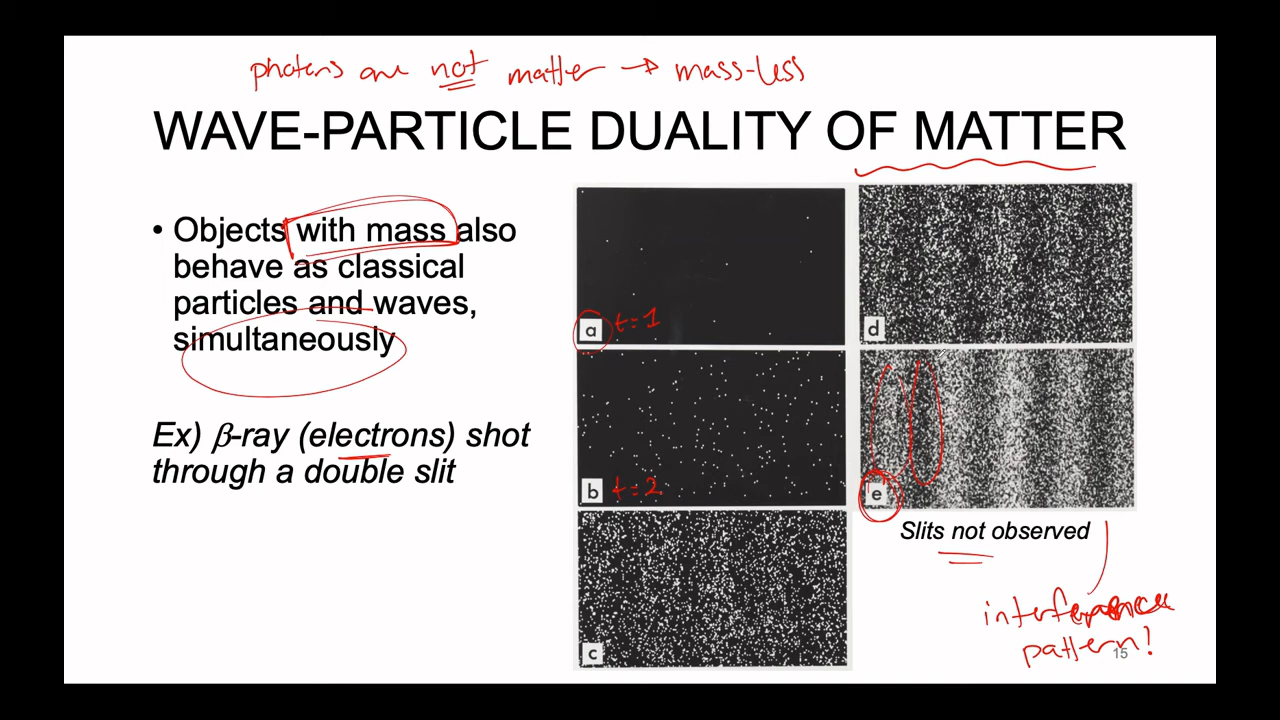 photons are not matter → mass-less
WAVE-PARTICLE DUALITY OF MATTER
• Objects with mass also
behave as classical
particles and waves,
simultaneously
Ex) β-ray (electrons) shot
through a double slit
a t=1
b t=2
c
d
e
Slits not observed
interference
pattern!
15